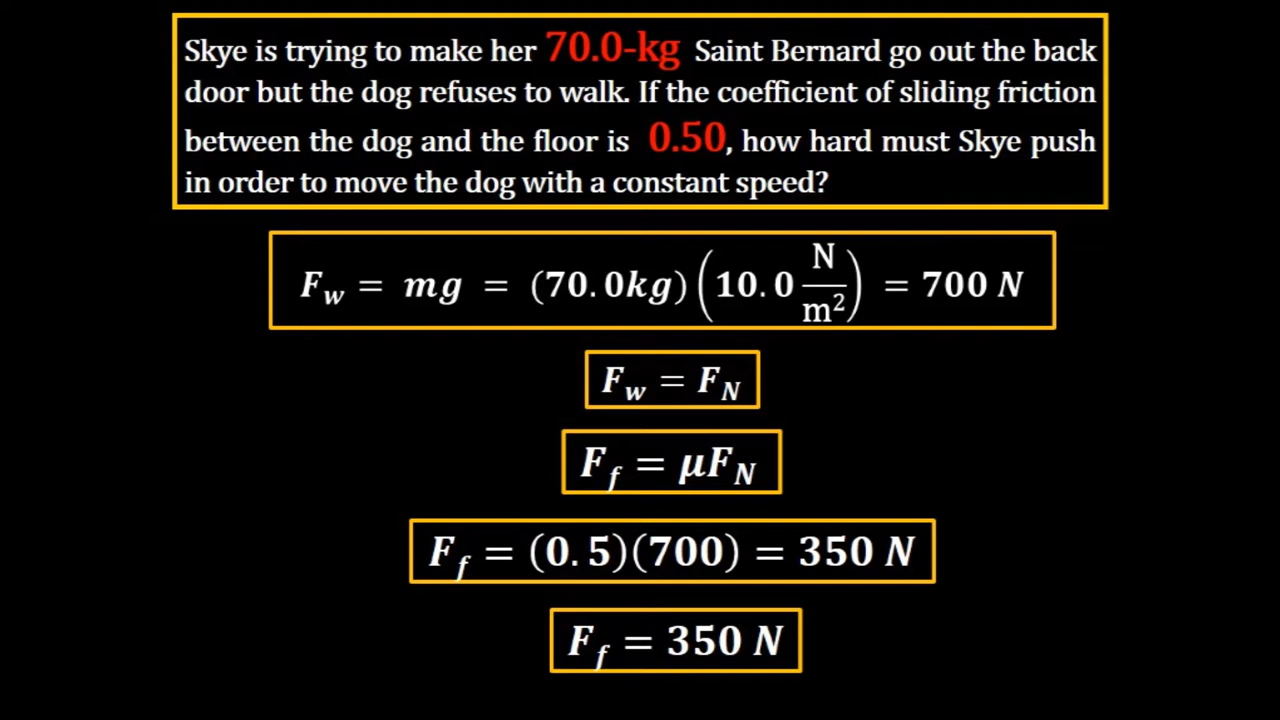 Skye is trying to make her 70.0-kg Saint Bernard go out the back
door but the dog refuses to walk. If the coefficient of sliding friction
between the dog and the floor is 0.50, how hard must Skye push
in order to move the dog with a constant speed?
F_w = mg = (70.0kg)(10.0 N/m²) = 700 N
F_w = F_N
F_f = μF_N
F_f = (0.5)(700) = 350 N
F_f = 350 N